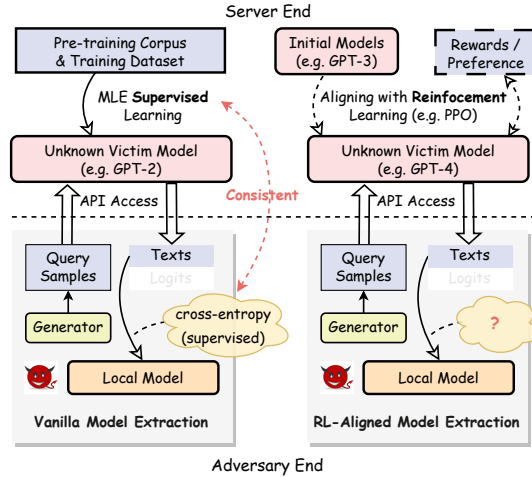 Server End
Pre-training Corpus
& Training Dataset
MLE Supervised
Learning
Unknown Victim Model
(e.g. GPT-2)
API Access
Consistent
Query
Samples
Texts
Logits
Generator
cross-entropy
(supervised)
Local Model
Vanilla Model Extraction
Initial Models
(e.g. GPT-3)
Rewards /
Preference
Aligning with Reinfocement
Learning (e.g. PPO)
Unknown Victim Model
(e.g. GPT-4)
API Access
Query
Samples
Texts
Logits
Generator
?
Local Model
RL-Aligned Model Extraction
Adversary End